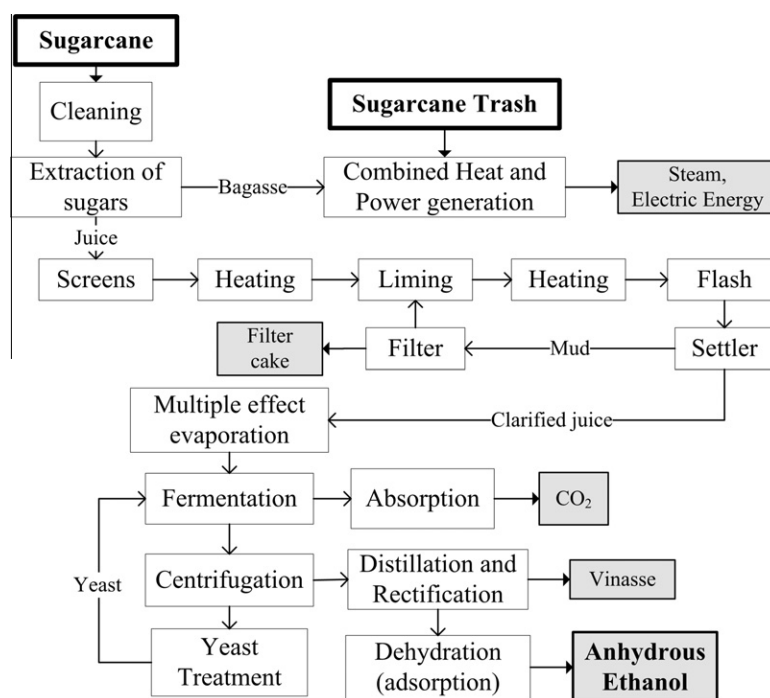 Sugarcane
Cleaning
Sugarcane Trash
Extraction of
sugars
Bagasse
Combined Heat and
Power generation
Steam,
Electric Energy
Juice
Screens
Heating
Liming
Heating
Flash
Filter
cake
Filter
Mud
Settler
Multiple effect
evaporation
Clarified juice
Fermentation
Absorption
CO₂
Yeast
Centrifugation
Distillation and
Rectification
Vinasse
Yeast
Treatment
Dehydration
(adsorption)
Anhydrous
Ethanol